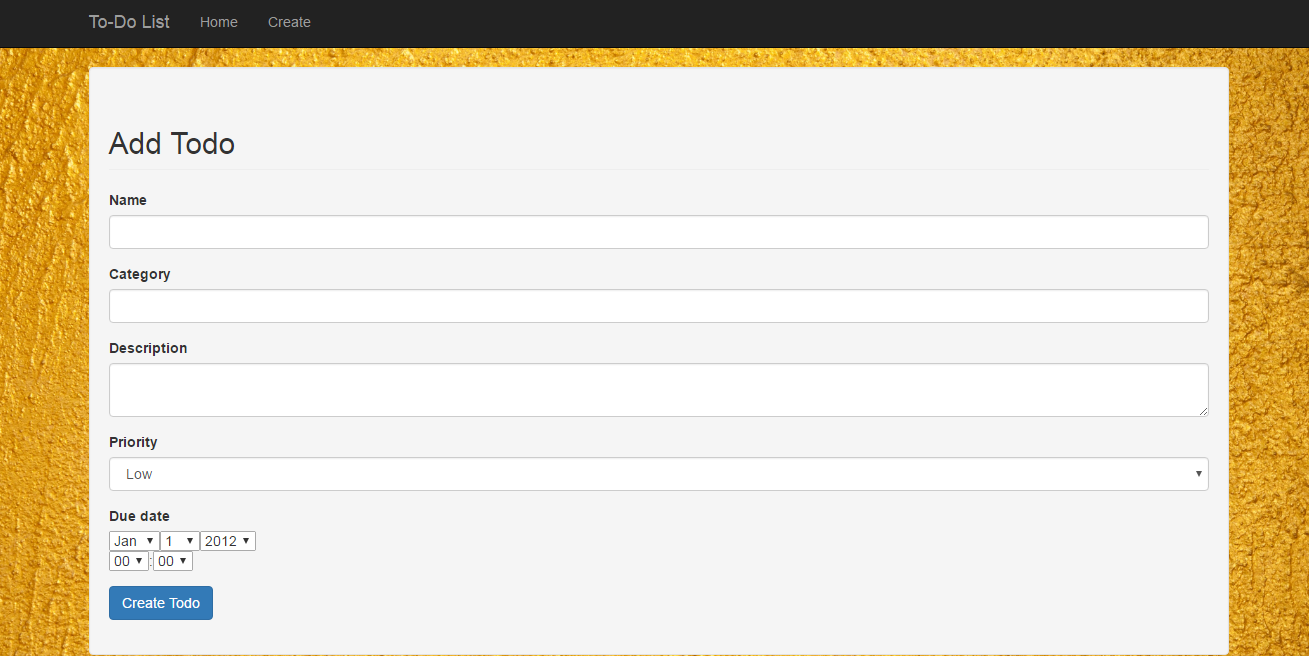 To-Do List Home Create
Add Todo
Name
Category
Description
Priority
Low
Due date
Jan 1 2012
00 : 00
Create Todo